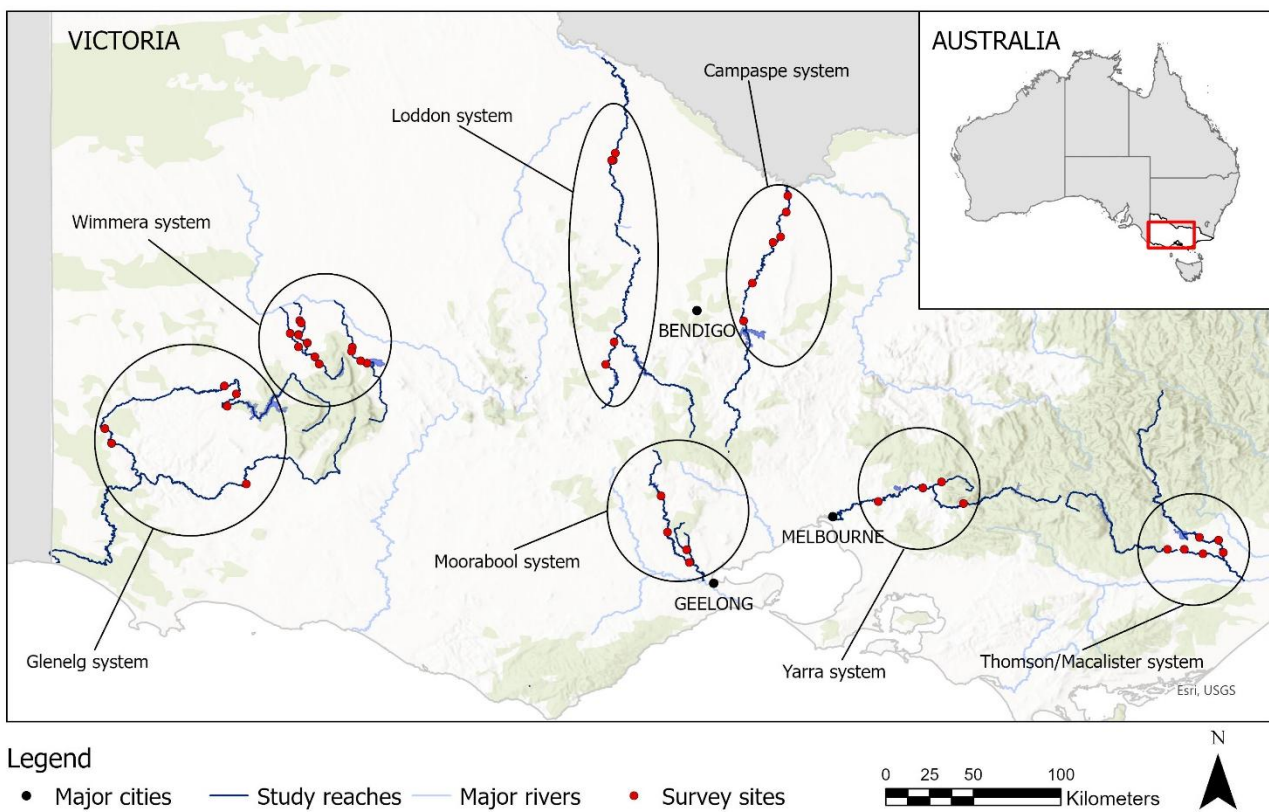 VICTORIA
AUSTRALIA
Campaspe system
Loddon system
Wimmera system
BENDIGO
MELBOURNE
Moorabool system
GEELONG
Glenelg system
Yarra system
Thomson/Macalister system
Esri, USGS
Legend
Major cities
Study reaches
Major rivers
Survey sites
0 25 50 100
Kilometers
N